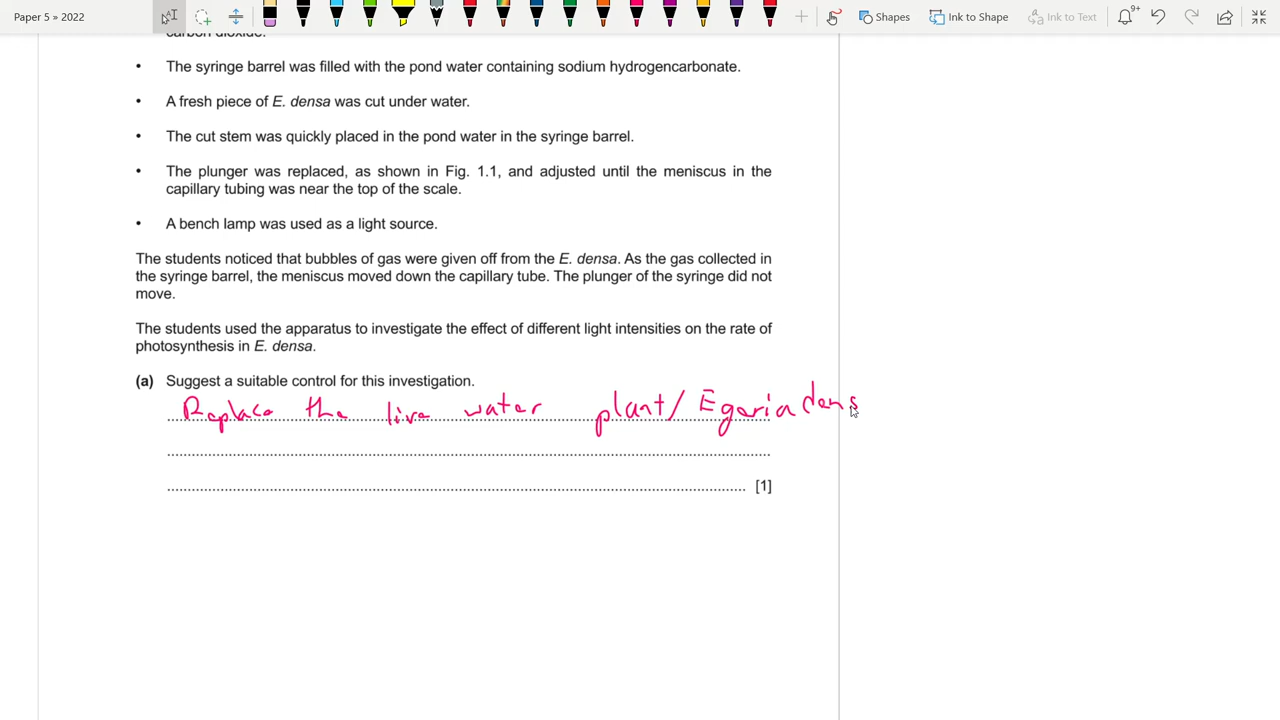 Paper 5 » 2022
Shapes
Ink to Shape
Ink to Text
9+
carbon dioxide.
• The syringe barrel was filled with the pond water containing sodium hydrogencarbonate.
• A fresh piece of E. densa was cut under water.
• The cut stem was quickly placed in the pond water in the syringe barrel.
• The plunger was replaced, as shown in Fig. 1.1, and adjusted until the meniscus in the
capillary tubing was near the top of the scale.
• A bench lamp was used as a light source.
The students noticed that bubbles of gas were given off from the E. densa. As the gas collected in
the syringe barrel, the meniscus moved down the capillary tube. The plunger of the syringe did not
move.
The students used the apparatus to investigate the effect of different light intensities on the rate of
photosynthesis in E. densa.
(a) Suggest a suitable control for this investigation.
Replace the live water plant/ Egeria dens
[1]